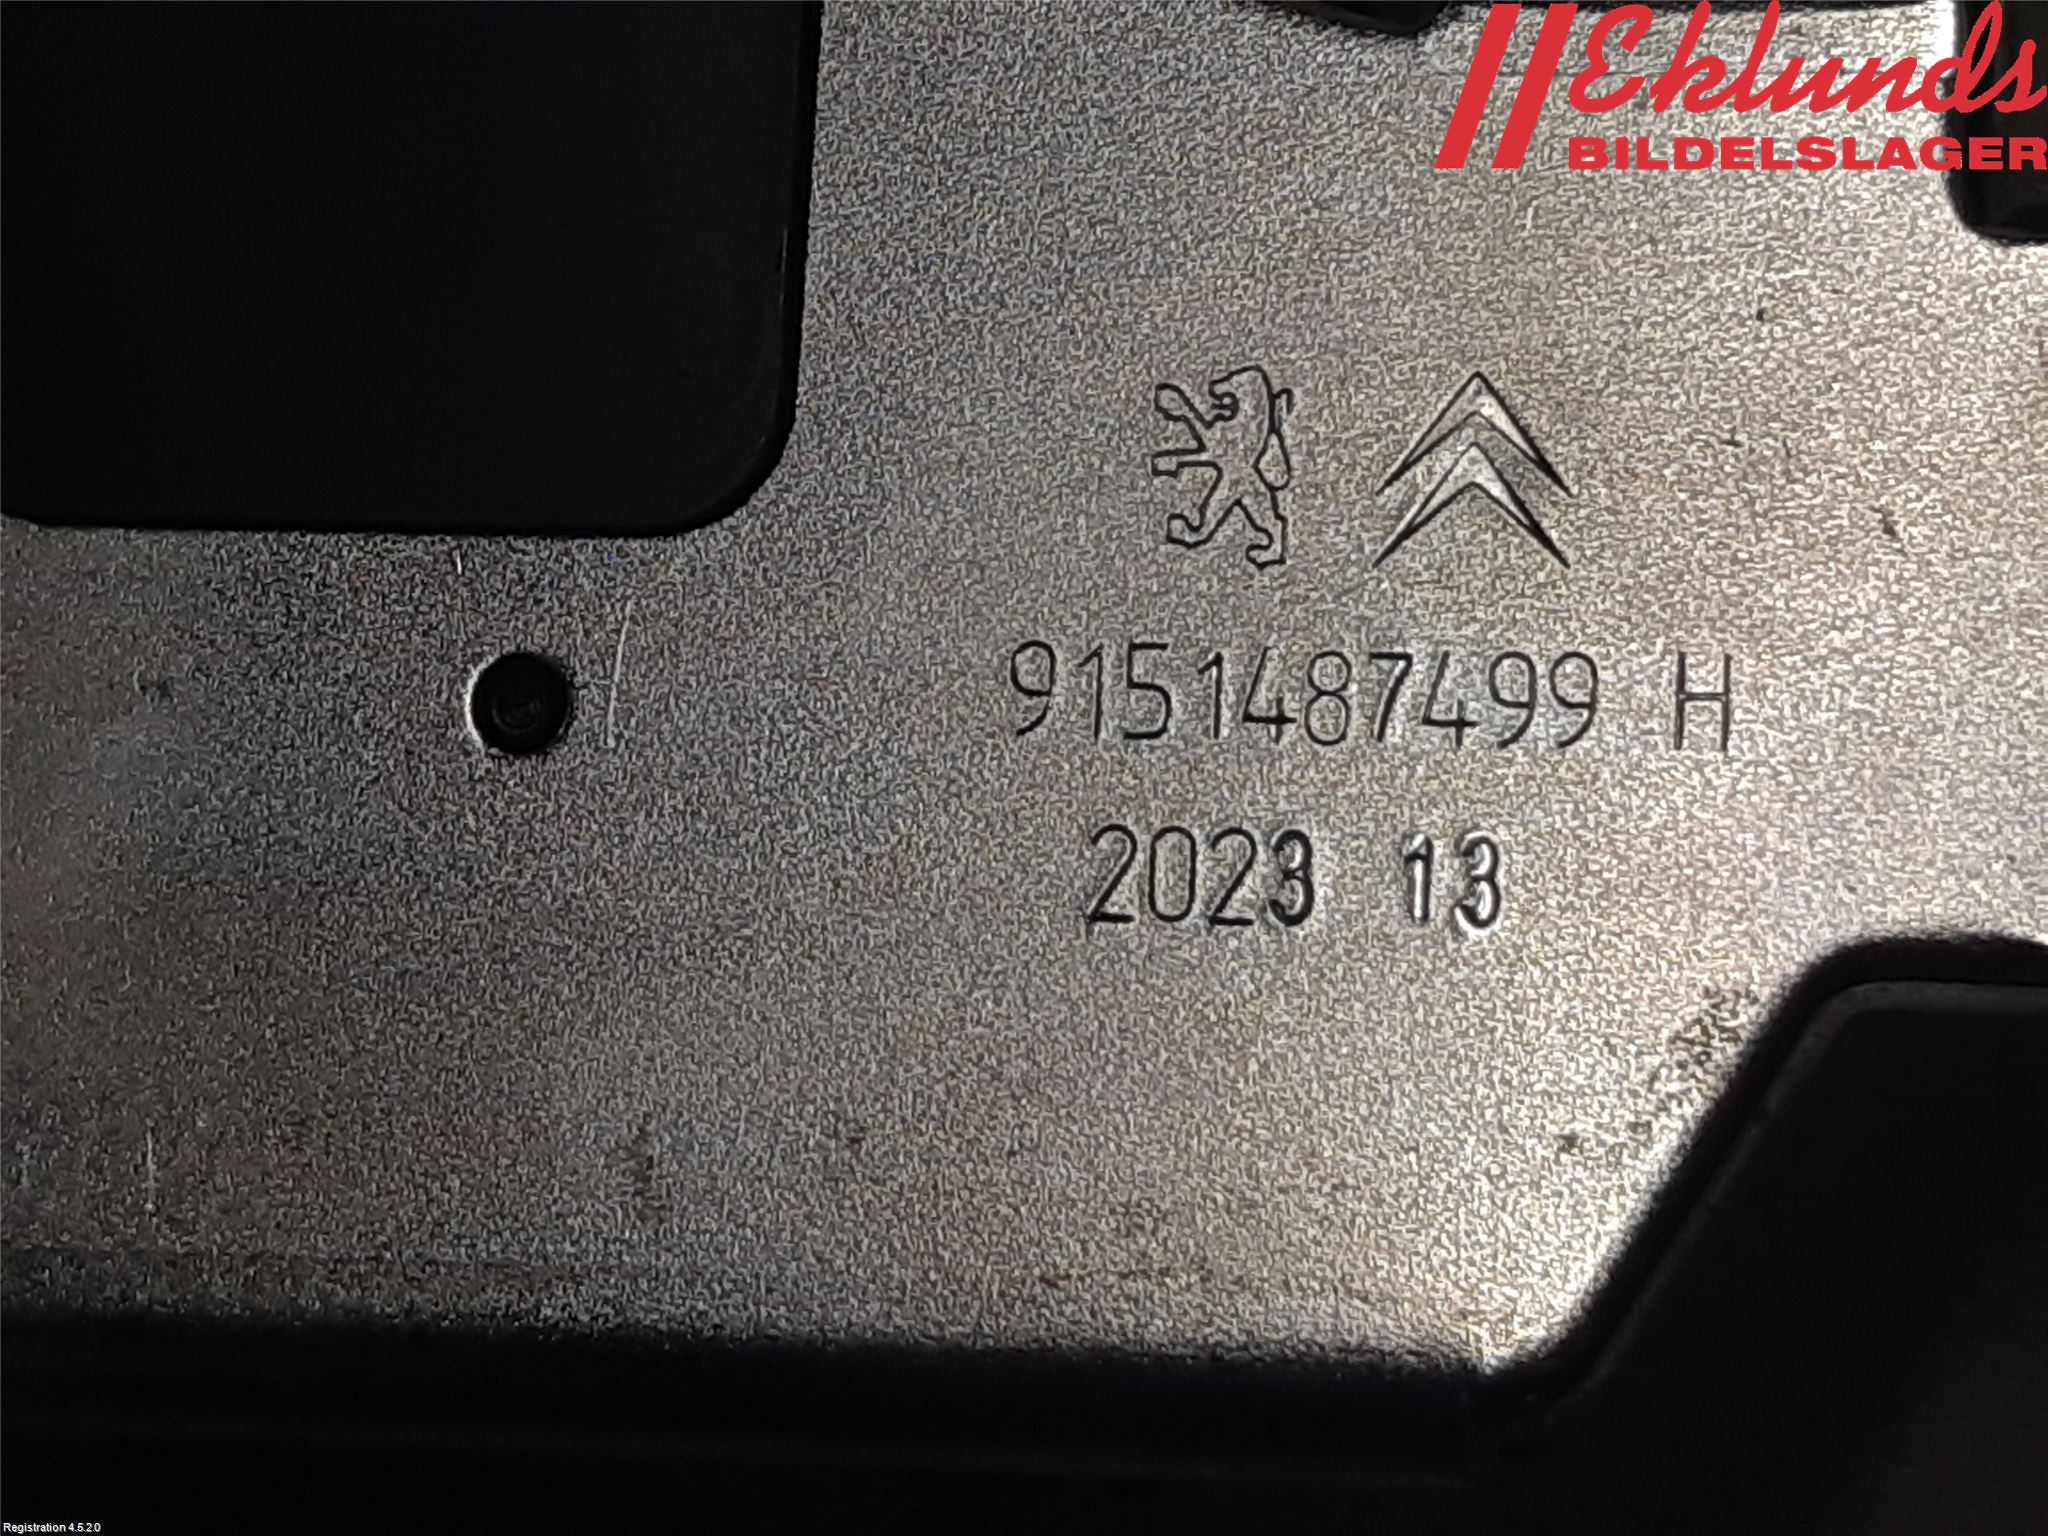 Eklunds
BILDELSLAGER
9151487499 H
2023 13
Registration 4.5.2.0